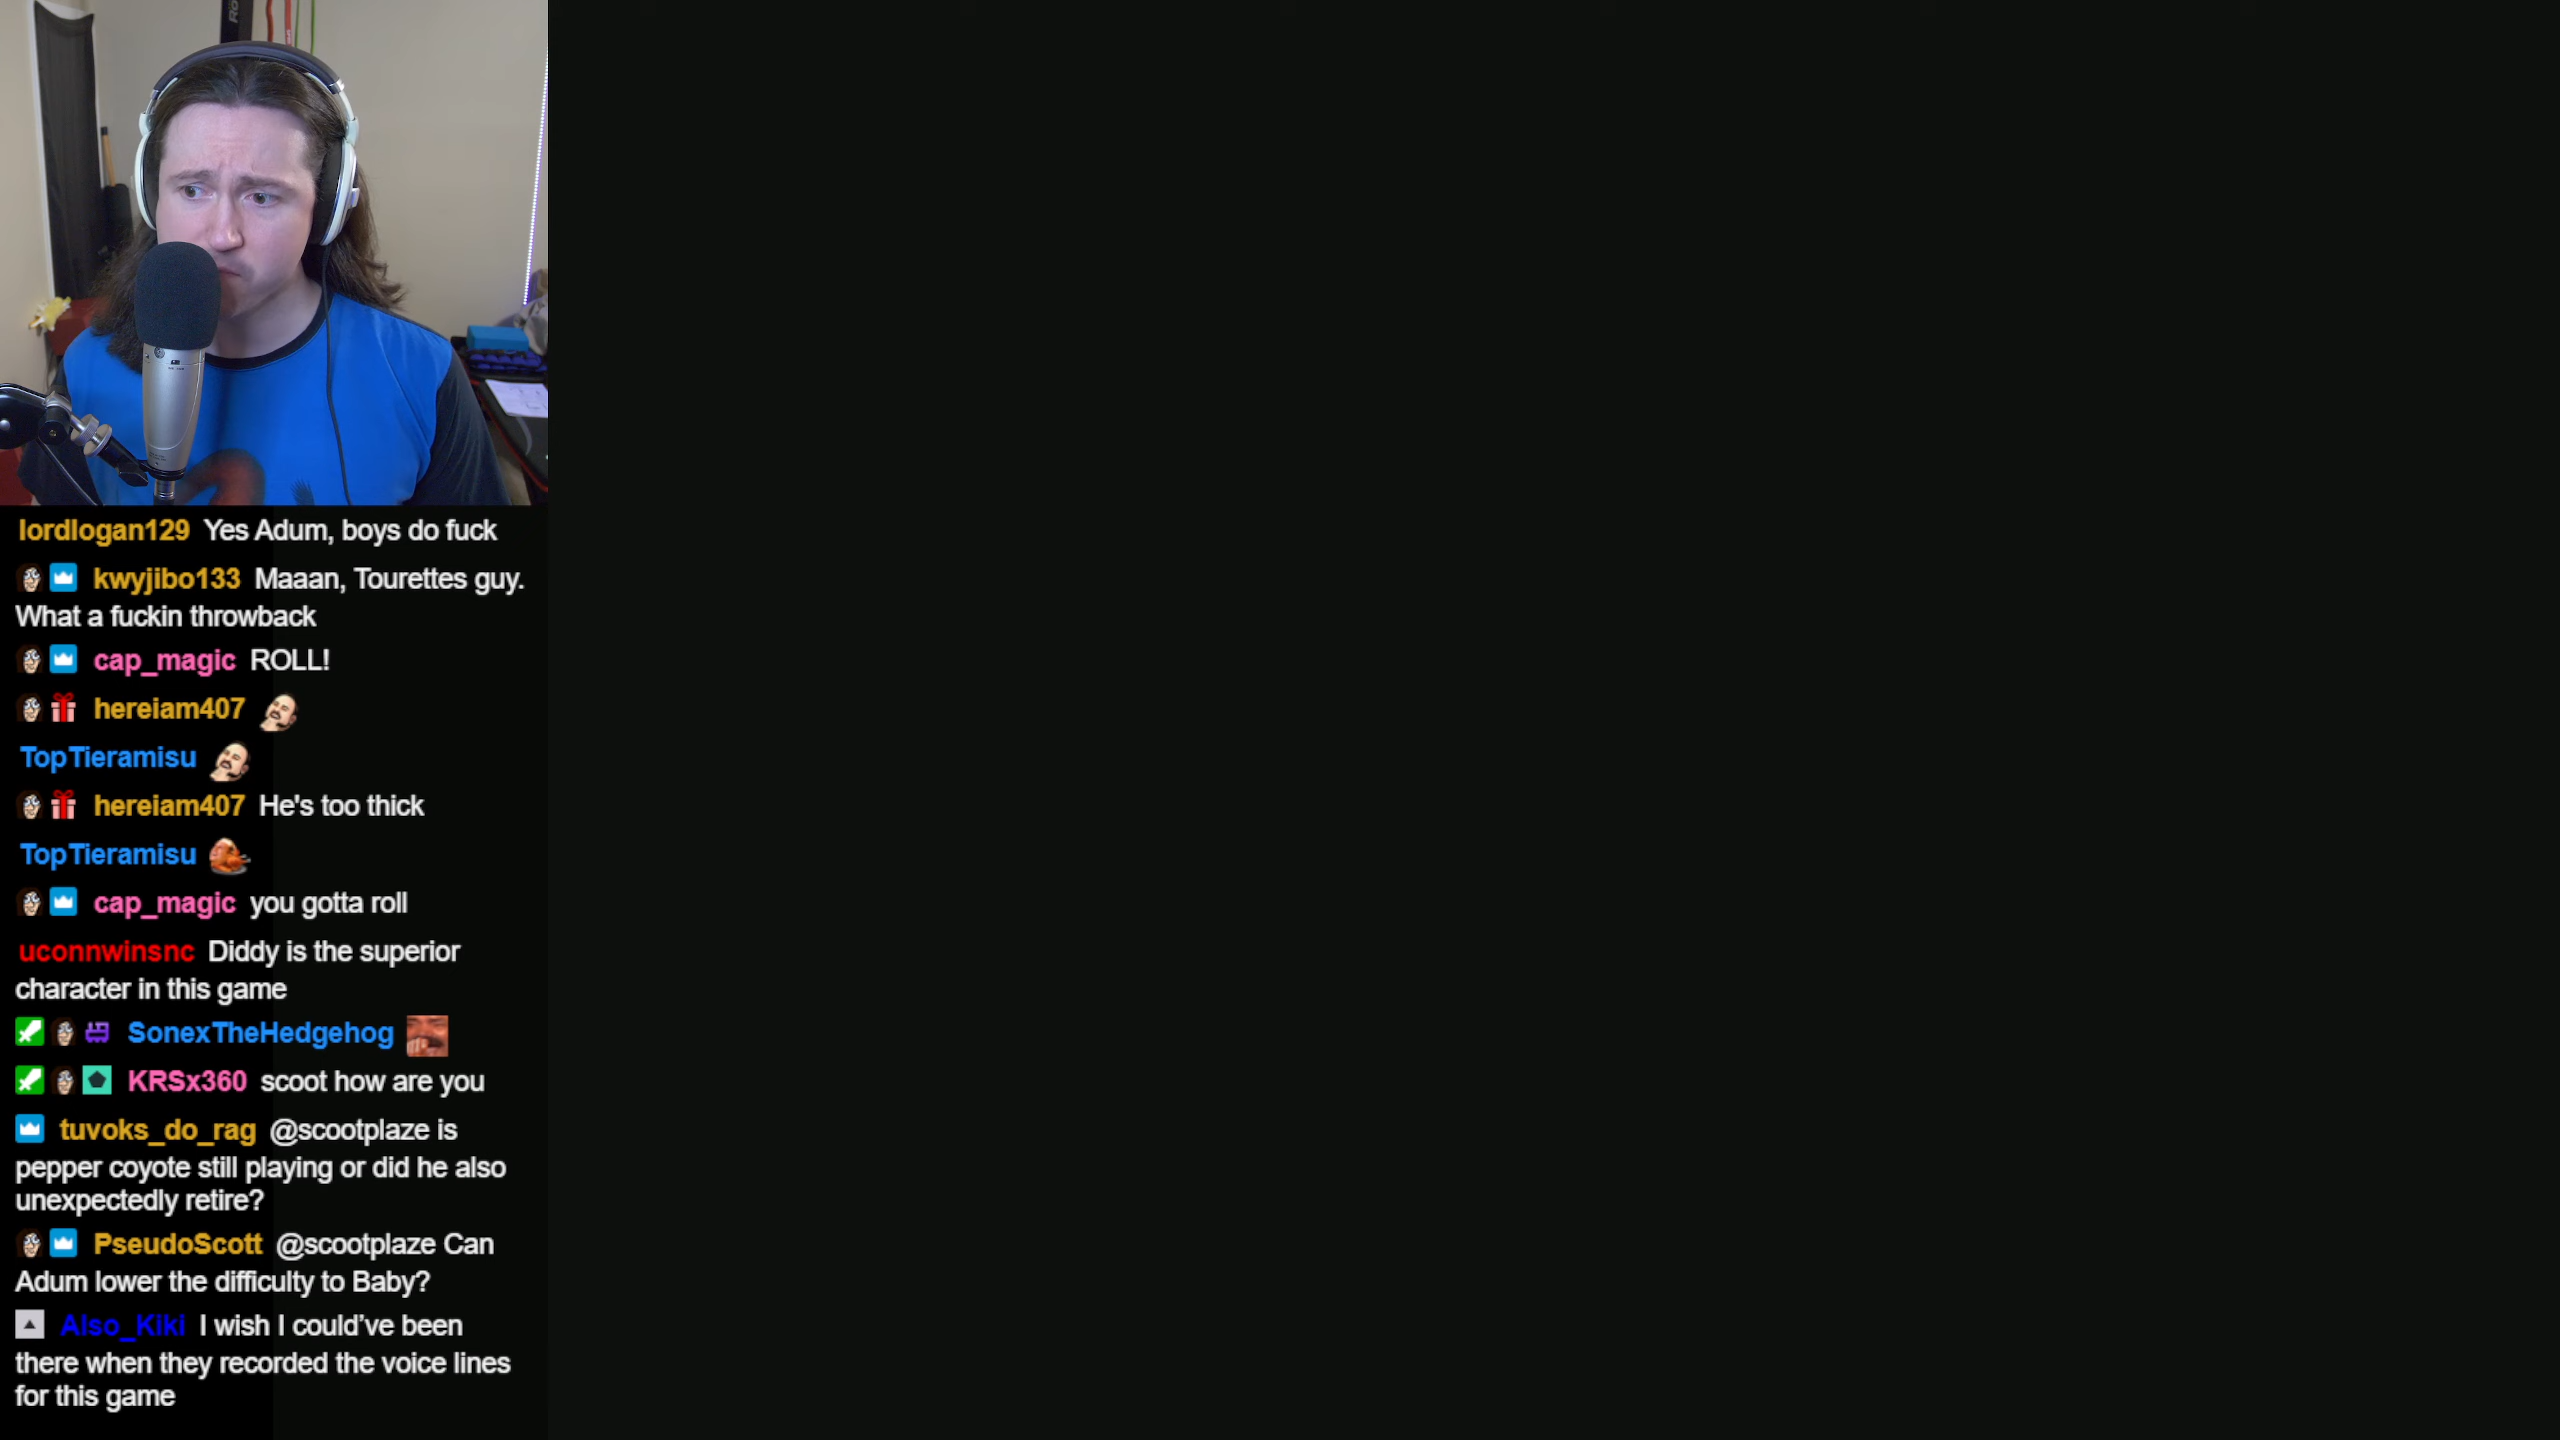 lordlogan129 Yes Adum, boys do fuck
kwyjibo133 Maaan, Tourettes guy.
What a fuckin throwback
cap_magic ROLL!
hereiam407
TopTieramisu
hereiam407 He's too thick
TopTieramisu
cap_magic you gotta roll
uconnwinsnc Diddy is the superior
character in this game
SonexTheHedgehog
KRSx360 scoot how are you
tuvoks_do_rag @scootplaze is
pepper coyote still playing or did he also
unexpectedly retire?
PseudoScott @scootplaze Can
Adum lower the difficulty to Baby?
Also_Kiki I wish I could’ve been
there when they recorded the voice lines
for this game